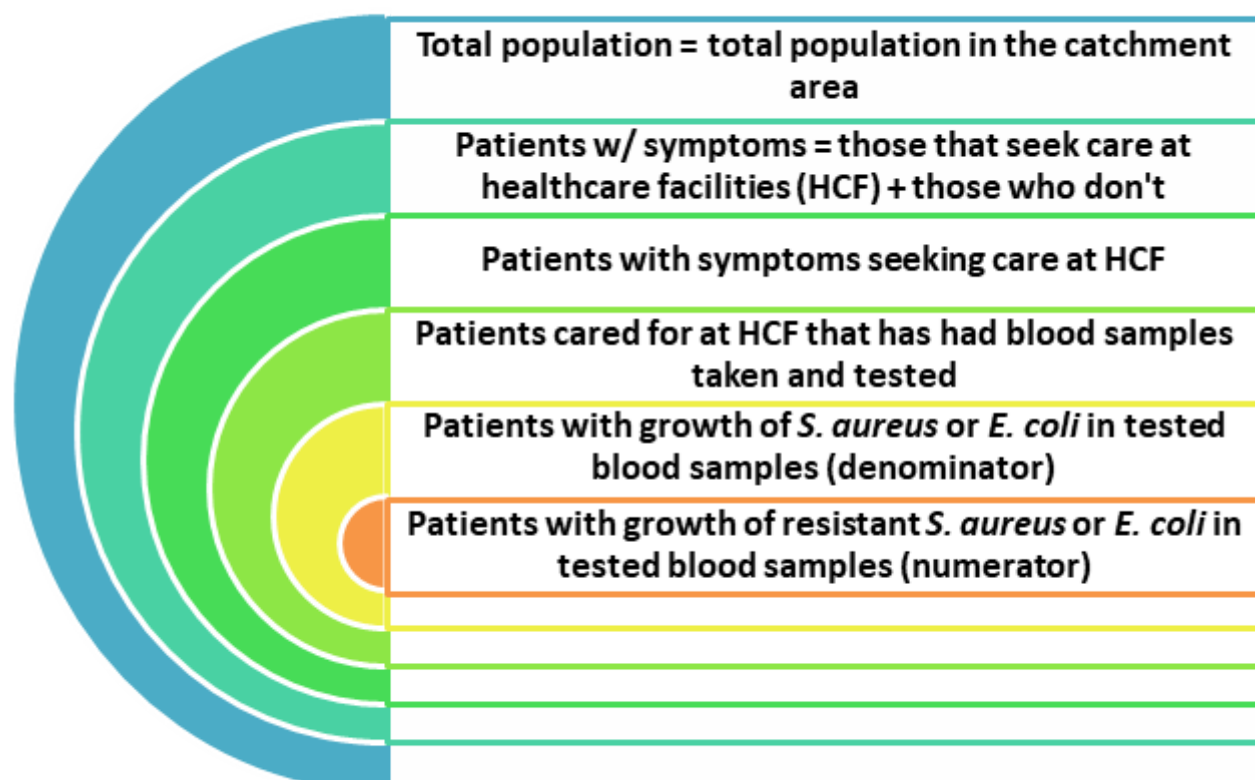 Total population = total population in the catchment
area
Patients w/ symptoms = those that seek care at
healthcare facilities (HCF) + those who don't
Patients with symptoms seeking care at HCF
Patients cared for at HCF that has had blood samples
taken and tested
Patients with growth of S. aureus or E. coli in tested
blood samples (denominator)
Patients with growth of resistant S. aureus or E. coli in
tested blood samples (numerator)